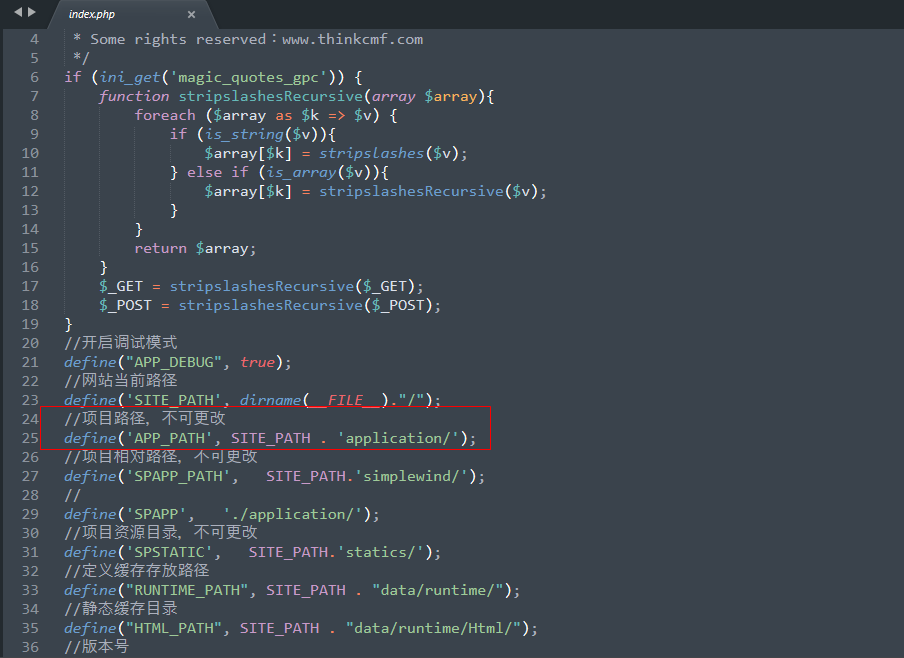 index.php ×
4 * Some rights reserved：www.thinkcmf.com
5 */
6 if (ini_get('magic_quotes_gpc')) {
7 function stripslashesRecursive(array $array){
8 foreach ($array as $k => $v) {
9 if (is_string($v)){
10 $array[$k] = stripslashes($v);
11 } else if (is_array($v)){
12 $array[$k] = stripslashesRecursive($v);
13 }
14 }
15 return $array;
16 }
17 $_GET = stripslashesRecursive($_GET);
18 $_POST = stripslashesRecursive($_POST);
19 }
20 //开启调试模式
21 define("APP_DEBUG", true);
22 //网站当前路径
23 define('SITE_PATH', dirname(__FILE__)."/");
24 //项目路径，不可更改
25 define('APP_PATH', SITE_PATH . 'application/');
26 //项目相对路径，不可更改
27 define('SPAPP_PATH', SITE_PATH.'simplewind/');
28 //
29 define('SPAPP', './application/');
30 //项目资源目录，不可更改
31 define('SPSTATIC', SITE_PATH.'statics/');
32 //定义缓存存放路径
33 define("RUNTIME_PATH", SITE_PATH . "data/runtime/");
34 //静态缓存目录
35 define("HTML_PATH", SITE_PATH . "data/runtime/Html/");
36 //版本号